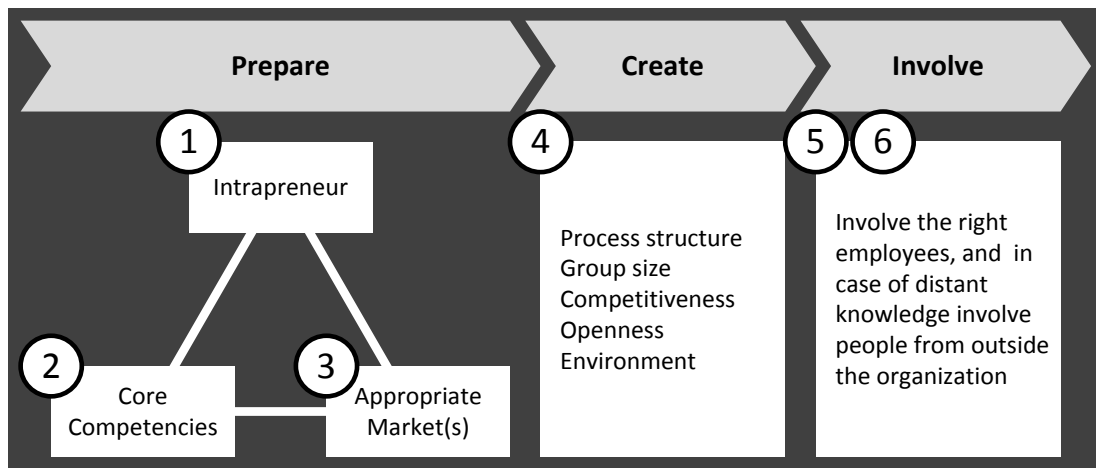 Prepare
Create
Involve
1
Intrapreneur
2
Core
Competencies
3
Appropriate
Market(s)
4
Process structure
Group size
Competitiveness
Openness
Environment
5
6
Involve the right
employees, and  in
case of distant
knowledge involve
people from outside
the organization